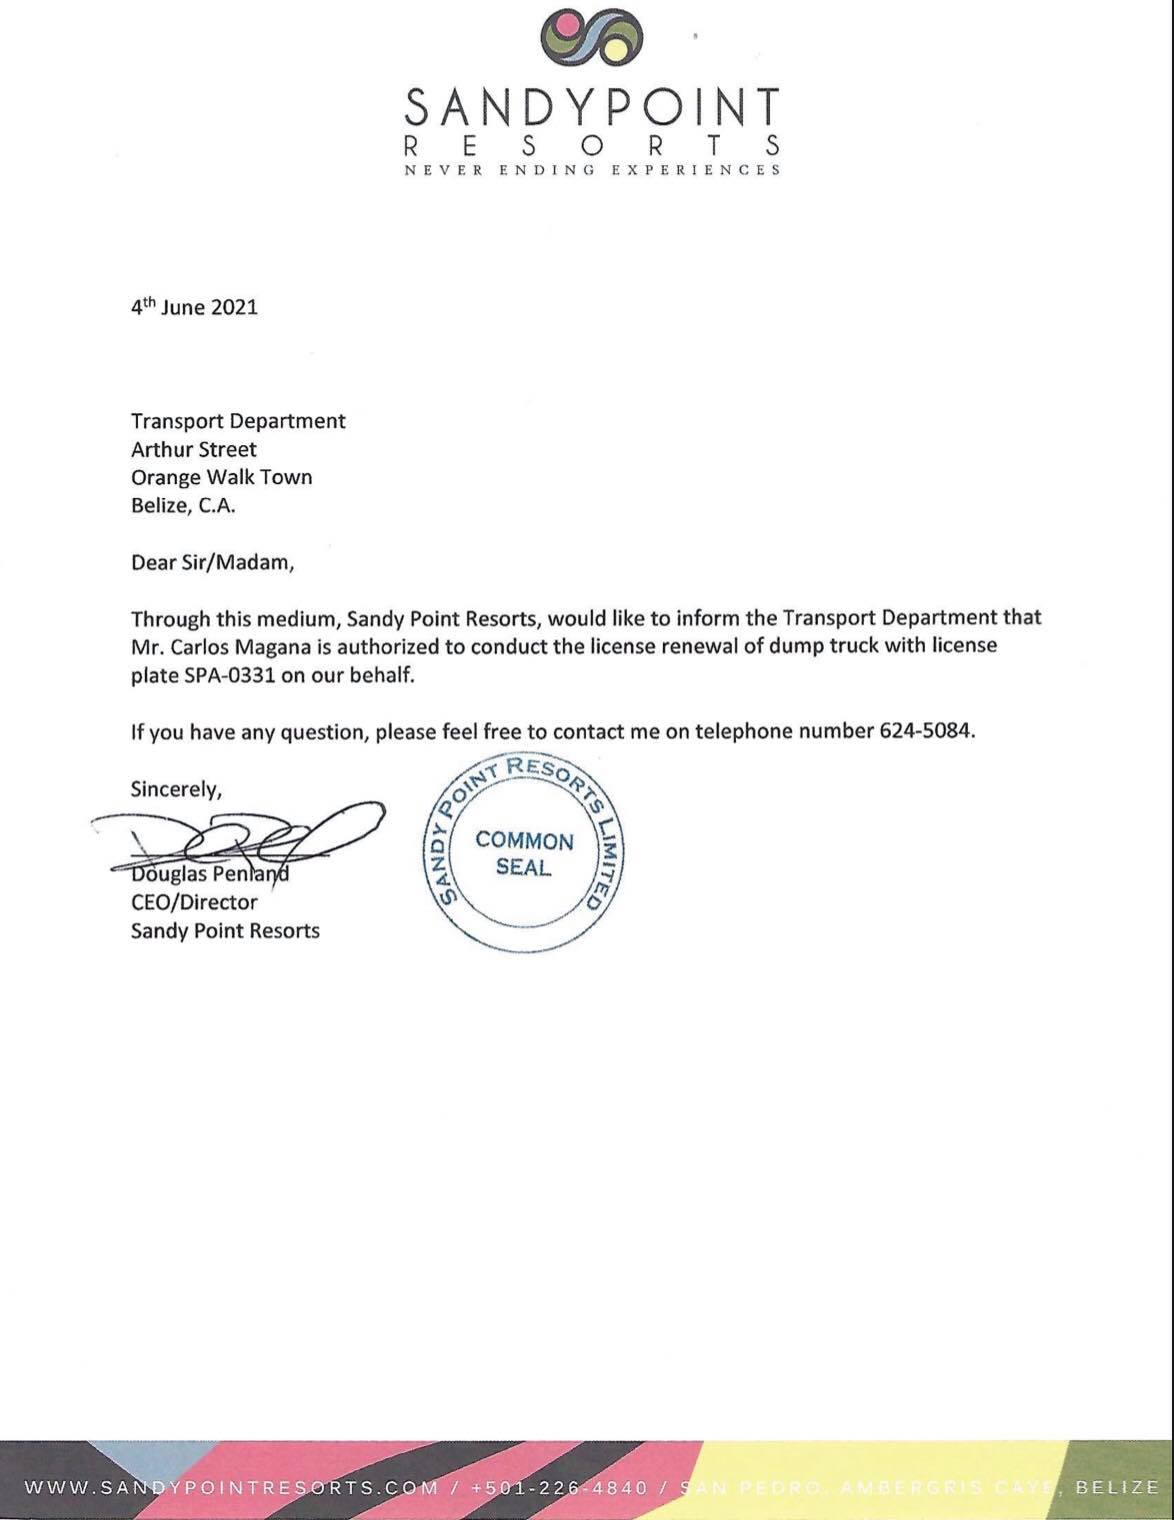 SANDYPOINT
RESORTS
NEVER ENDING EXPERIENCES
4th June 2021
Transport Department
Arthur Street
Orange Walk Town
Belize, C.A.
Dear Sir/Madam,
Through this medium, Sandy Point Resorts, would like to inform the Transport Department that
Mr. Carlos Magana is authorized to conduct the license renewal of dump truck with license
plate SPA-0331 on our behalf.
If you have any question, please feel free to contact me on telephone number 624-5084.
Sincerely,
Douglas Penland
CEO/Director
Sandy Point Resorts
SANDY POINT RESORTS LIMITED
COMMON
SEAL
WWW.SANDYPOINTRESORTS.COM / +501-226-4840 / SAN PEDRO, AMBERGRIS CAYE, BELIZE